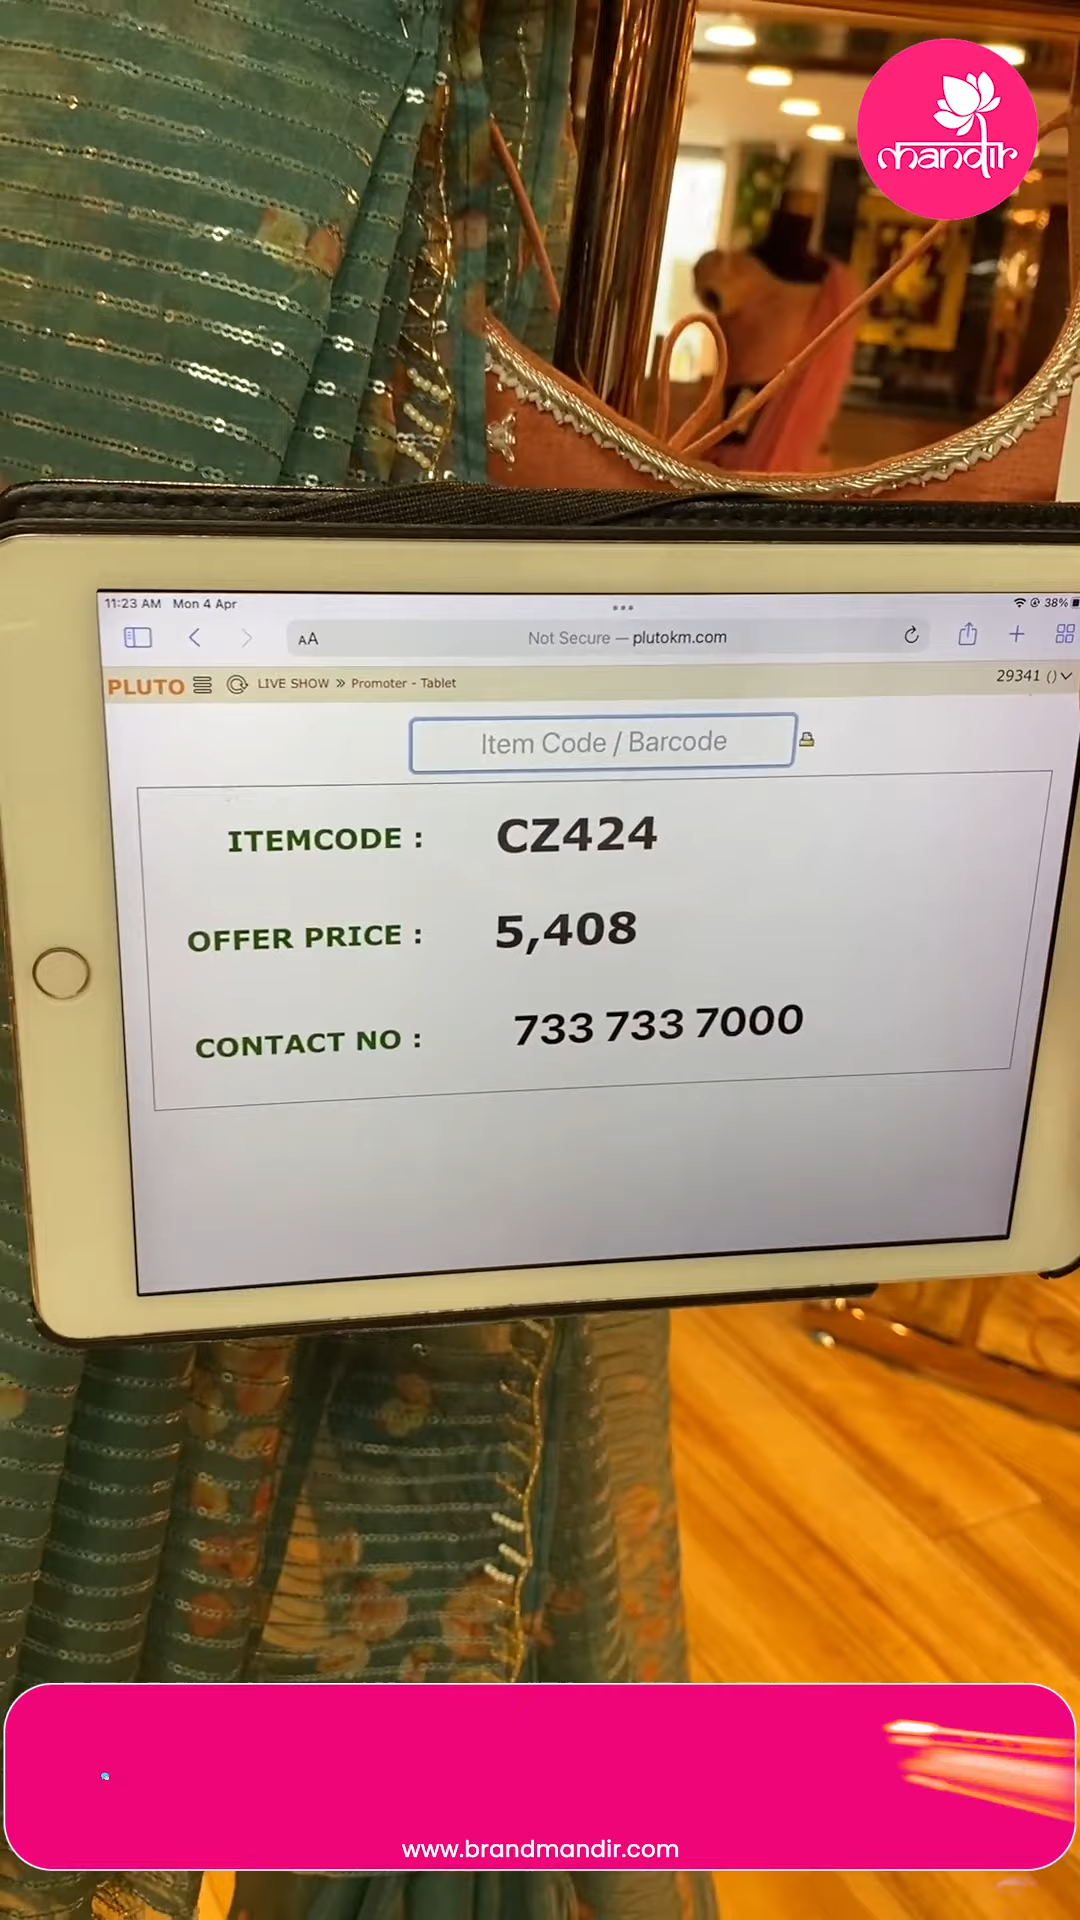 mandir
11:23 AM Mon 4 Apr
38%
AA
Not Secure — plutokm.com
PLUTO LIVE SHOW » Promoter - Tablet
29341 ()
Item Code / Barcode
ITEMCODE : CZ424
OFFER PRICE : 5,408
CONTACT NO : 733 733 7000
www.brandmandir.com